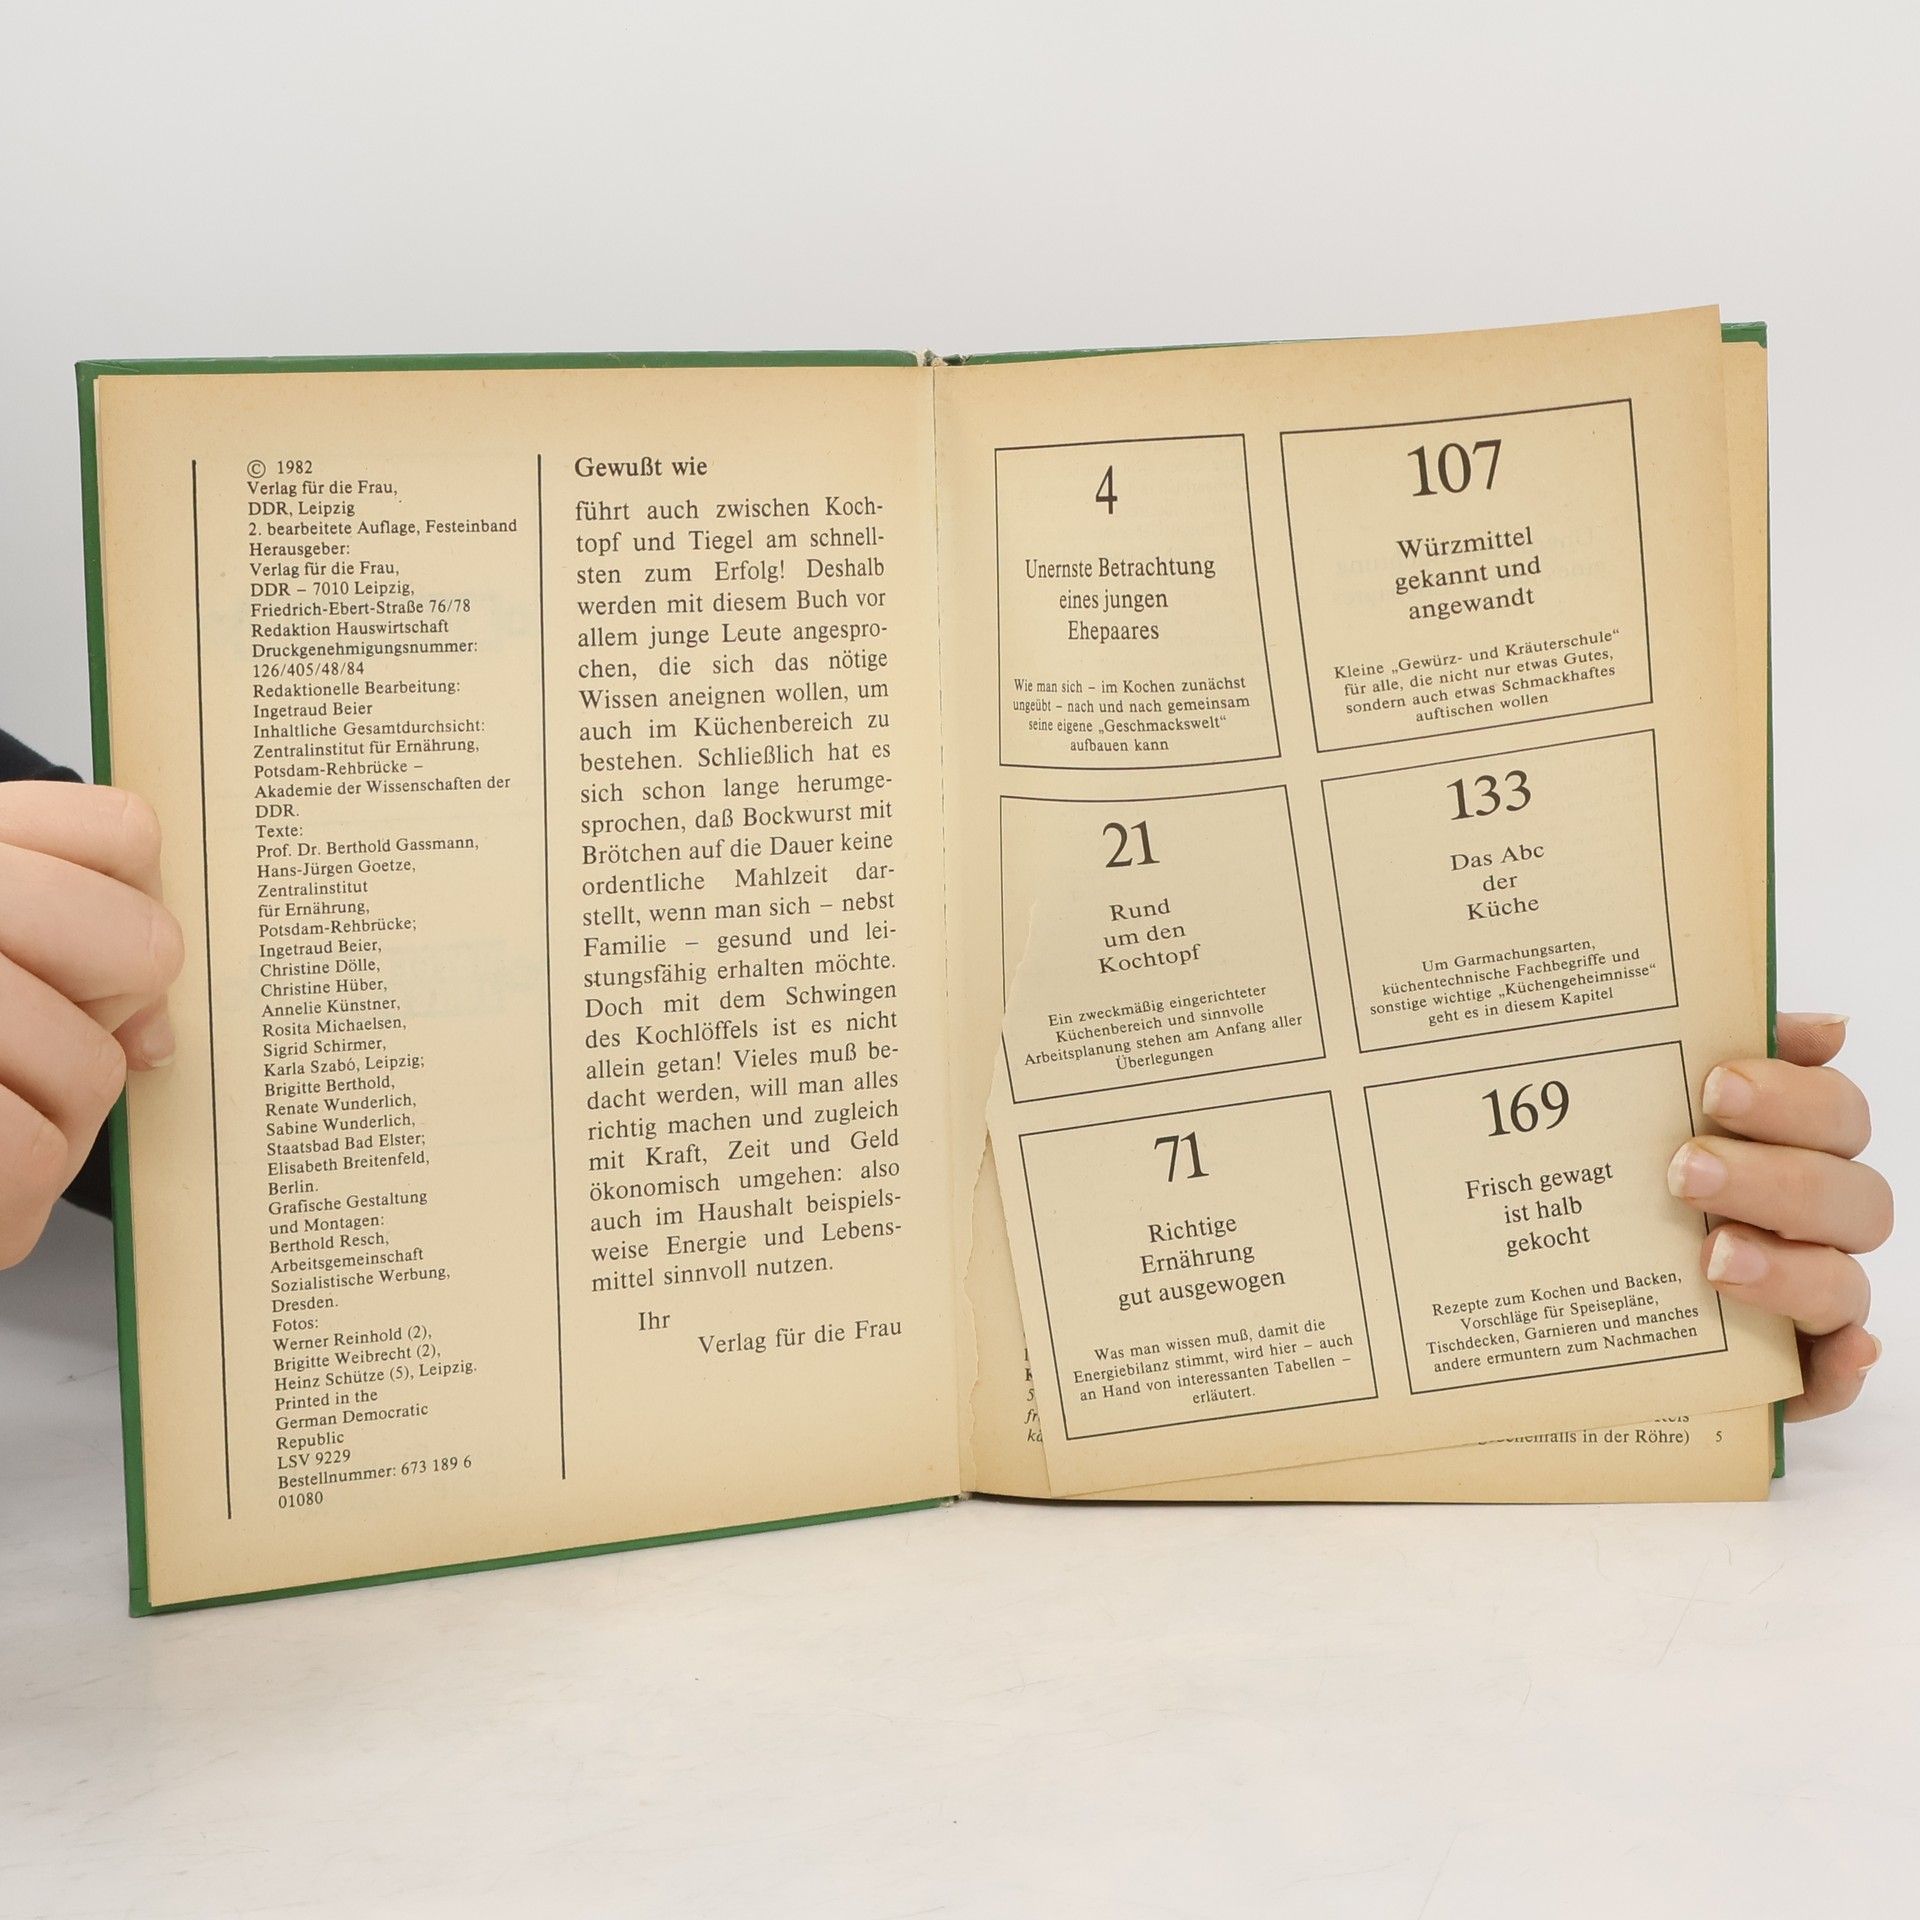 © 1982
Verlag für die Frau,
DDR, Leipzig
2. bearbeitete Auflage, Festeinband
Herausgeber:
Verlag für die Frau,
DDR – 7010 Leipzig,
Friedrich-Ebert-Straße 76/78
Redaktion Hauswirtschaft
Druckgenehmigungsnummer:
126/405/48/84
Redaktionelle Bearbeitung:
Ingetraud Beier
Inhaltliche Gesamtdurchsicht:
Zentralinstitut für Ernährung,
Potsdam-Rehbrücke –
Akademie der Wissenschaften der
DDR.
Texte:
Prof. Dr. Berthold Gassmann,
Hans-Jürgen Goetze,
Zentralinstitut
für Ernährung,
Potsdam-Rehbrücke;
Ingetraud Beier,
Christine Dölle,
Christine Hüber,
Annelie Künstner,
Rosita Michaelsen,
Sigrid Schirmer,
Karla Szabó, Leipzig;
Brigitte Berthold,
Renate Wunderlich,
Sabine Wunderlich,
Staatsbad Bad Elster;
Elisabeth Breitenfeld,
Berlin.
Grafische Gestaltung
und Montagen:
Berthold Resch,
Arbeitsgemeinschaft
Sozialistische Werbung,
Dresden.
Fotos:
Werner Reinhold (2),
Brigitte Weibrecht (2),
Heinz Schütze (5), Leipzig.
Printed in the
German Democratic
Republic
LSV 9229
Bestellnummer: 673 189 6
01080
Gewußt wie
führt auch zwischen Koch-
topf und Tiegel am schnell-
sten zum Erfolg! Deshalb
werden mit diesem Buch vor
allem junge Leute angespro-
chen, die sich das nötige
Wissen aneignen wollen, um
auch im Küchenbereich zu
bestehen. Schließlich hat es
sich schon lange herumge-
sprochen, daß Bockwurst mit
Brötchen auf die Dauer keine
ordentliche Mahlzeit dar-
stellt, wenn man sich – nebst
Familie – gesund und lei-
stungsfähig erhalten möchte.
Doch mit dem Schwingen
des Kochlöffels ist es nicht
allein getan! Vieles muß be-
dacht werden, will man alles
richtig machen und zugleich
mit Kraft, Zeit und Geld
ökonomisch umgehen: also
auch im Haushalt beispiels-
weise Energie und Lebens-
mittel sinnvoll nutzen.
Ihr
Verlag für die Frau
4
Unernste Betrachtung
eines jungen
Ehepaares
Wie man sich – im Kochen zunächst
ungeübt – nach und nach gemeinsam
seine eigene „Geschmackswelt“
aufbauen kann
21
Rund
um den
Kochtopf
Ein zweckmäßig eingerichteter
Küchenbereich und sinnvolle
Arbeitsplanung stehen am Anfang aller
Überlegungen
71
Richtige
Ernährung
gut ausgewogen
Was man wissen muß, damit die
Energiebilanz stimmt, wird hier – auch
an Hand von interessanten Tabellen –
erläutert.
107
Würzmittel
gekannt und
angewandt
Kleine „Gewürz- und Kräuterschule“
für alle, die nicht nur etwas Gutes,
sondern auch etwas Schmackhaftes
auftischen wollen
133
Das Abc
der
Küche
Um Garmachungsarten,
küchentechnische Fachbegriffe und
sonstige wichtige „Küchengeheimnisse“
geht es in diesem Kapitel
169
Frisch gewagt
ist halb
gekocht
Rezepte zum Kochen und Backen,
Vorschläge für Speisepläne,
Tischdecken, Garnieren und manches
andere ermuntern zum Nachmachen
in der Röhre) 5